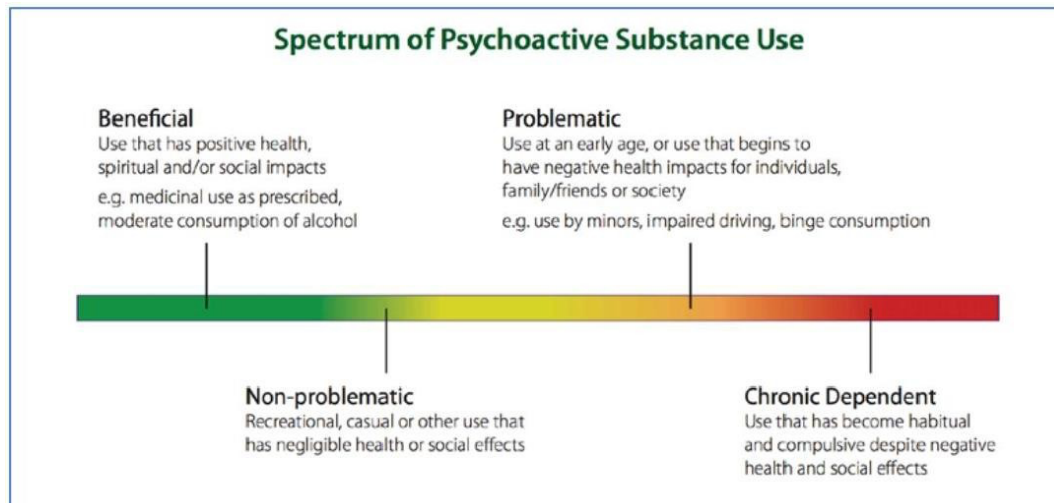 Spectrum of Psychoactive Substance Use
Beneficial
Use that has positive health,
spiritual and/or social impacts
e.g. medicinal use as prescribed,
moderate consumption of alcohol
Problematic
Use at an early age, or use that begins to
have negative health impacts for individuals,
family/friends or society
e.g. use by minors, impaired driving, binge consumption
Non-problematic
Recreational, casual or other use that
has negligible health or social effects
Chronic Dependent
Use that has become habitual
and compulsive despite negative
health and social effects